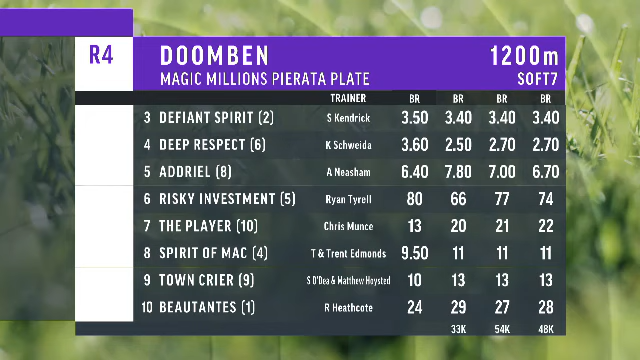 R4 DOOMBEN 1200m
MAGIC MILLIONS PIERATA PLATE SOFT7
TRAINER BR BR BR BR
3 DEFIANT SPIRIT (2) S Kendrick 3.50 3.40 3.40 3.40
4 DEEP RESPECT (6) K Schweida 3.60 2.50 2.70 2.70
5 ADDRIEL (8) A Neasham 6.40 7.80 7.00 6.70
6 RISKY INVESTMENT (5) Ryan Tyrell 80 66 77 74
7 THE PLAYER (10) Chris Munce 13 20 21 22
8 SPIRIT OF MAC (4) T & Trent Edmonds 9.50 11 11 11
9 TOWN CRIER (9) S O'Dea & Matthew Hoysted 10 13 13 13
10 BEAUTANTES (1) R Heathcote 24 29 27 28
33K 54K 48K